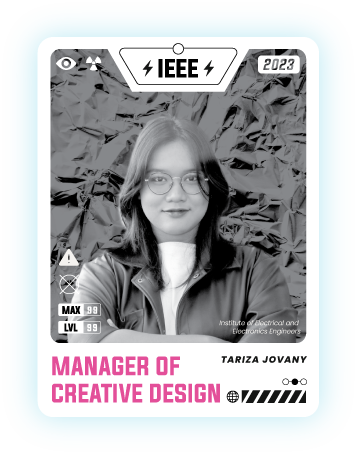 IEEE
2023
MAX 99
LVL 99
Institute of Electrical and
Electronics Engineers
MANAGER OF
CREATIVE DESIGN
TARIZA JOVANY